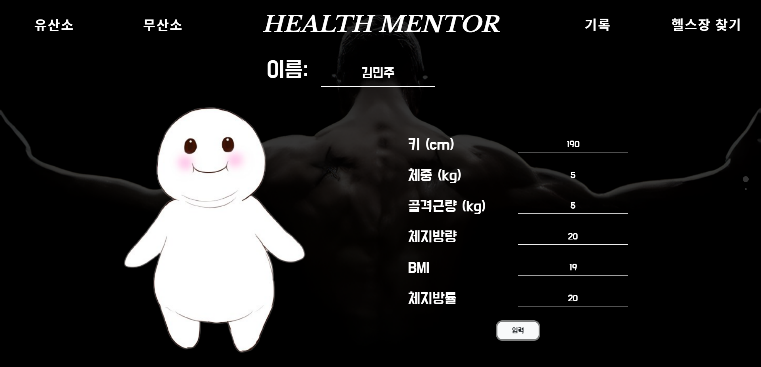 유산소 무산소 HEALTH MENTOR 기록 헬스장 찾기
이름: 김민주
키 (cm) 190
체중 (kg) 5
골격근량 (kg) 5
체지방량 20
BMI 19
체지방률 20
입력